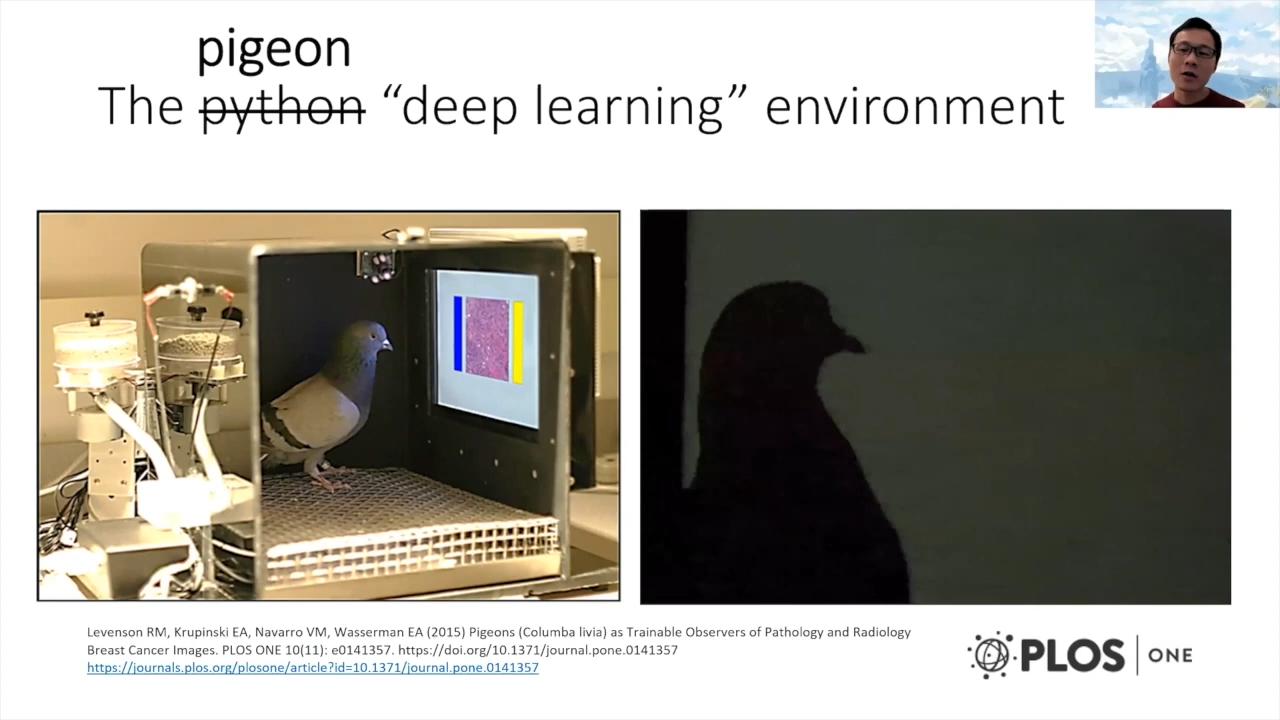 pigeon
The python “deep learning” environment
Levenson RM, Krupinski EA, Navarro VM, Wasserman EA (2015) Pigeons (Columba livia) as Trainable Observers of Pathology and Radiology
Breast Cancer Images. PLOS ONE 10(11): e0141357. https://doi.org/10.1371/journal.pone.0141357
https://journals.plos.org/plosone/article?id=10.1371/journal.pone.0141357
PLOS | ONE